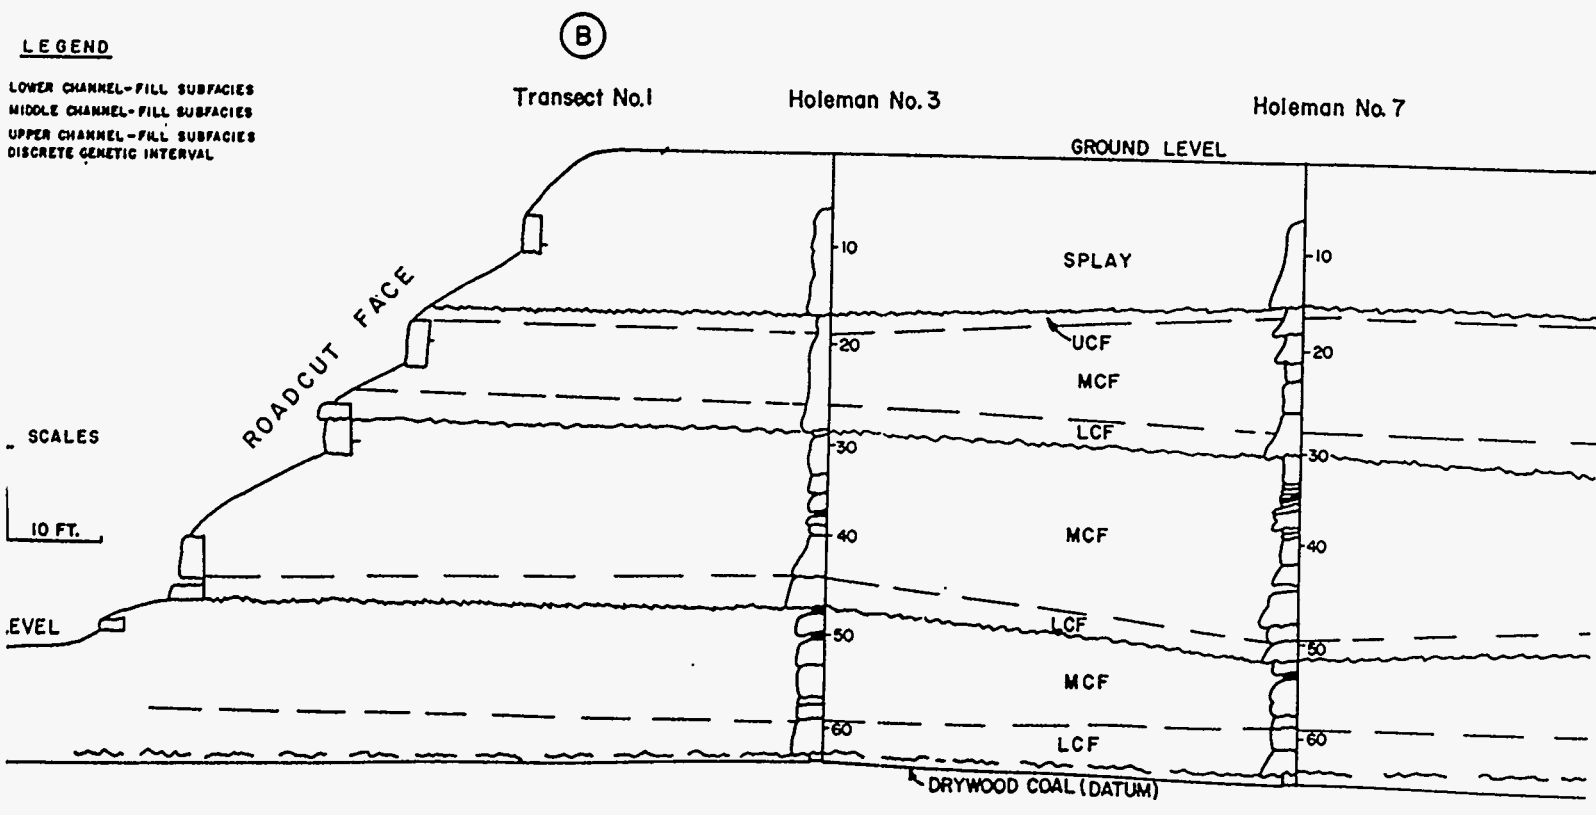 B
LEGEND
LOWER CHANNEL-FILL SUBFACIES
MIDDLE CHANNEL-FILL SUBFACIES
UPPER CHANNEL-FILL SUBFACIES
DISCRETE GENETIC INTERVAL
Transect No.1
Holeman No. 3
Holeman No. 7
GROUND LEVEL
ROADCUT FACE
10
SPLAY
10
UCF
20
20
MCF
SCALES
LCF
30
30
10 FT.
40
MCF
40
.EVEL
LCF
50
50
MCF
60
LCF
60
DRYWOOD COAL (DATUM)